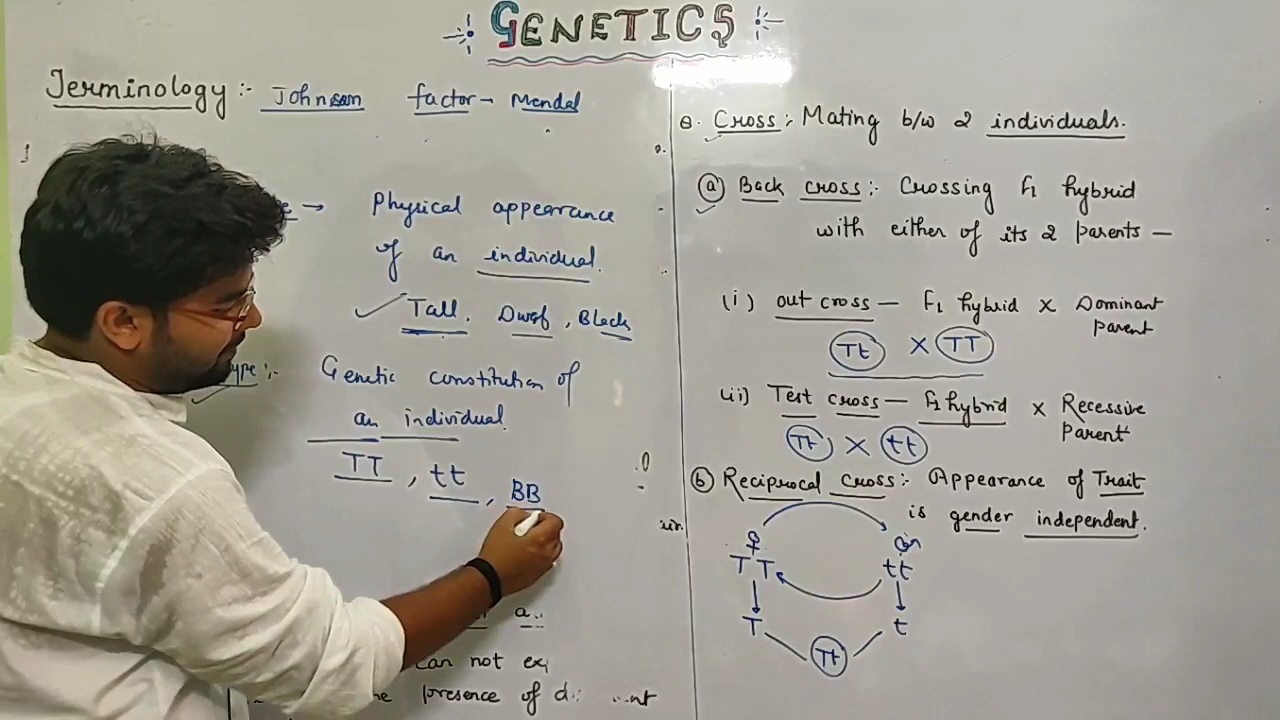 GENETICS
Terminology :- Johnson factor - Mendel
→ Physical appearance
of an individual.
Tall. Dwaf, Black
Genetic constitution of
an individual.
TT, tt, BB
can not
presence of
8. Cross :- Mating b/w 2 individuals.
(a) Back cross :- Crossing F1 hybrid
with either of its 2 parents —
(i) out cross — F1 hybrid × Dominant
parent
Tt × TT
(ii) Test cross — F1 hybrid × Recessive
parent
Tt × tt
(b) Reciprocal cross :- Appearance of Trait
is gender independent.
♀ ♂
TT tt
T t
Tt